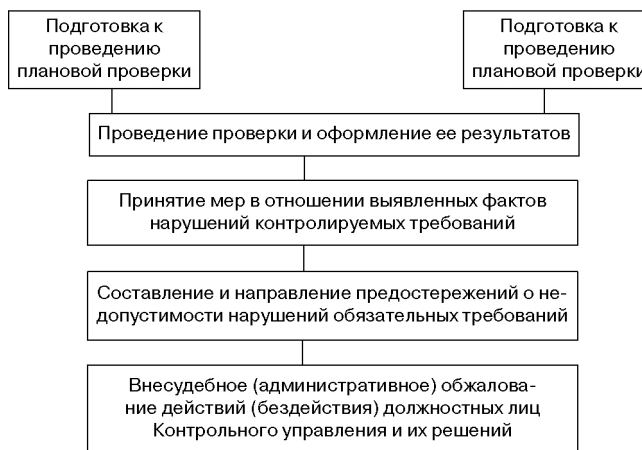 Подготовка к
проведению
плановой проверки
Подготовка к
проведению
плановой проверки
Проведение проверки и оформление ее результатов
Принятие мер в отношении выявленных фактов
нарушений контролируемых требований
Составление и направление предостережений о не-
допустимости нарушений обязательных требований
Внесудебное (административное) обжалова-
ние действий (бездействия) должностных лиц
Контрольного управления и их решений